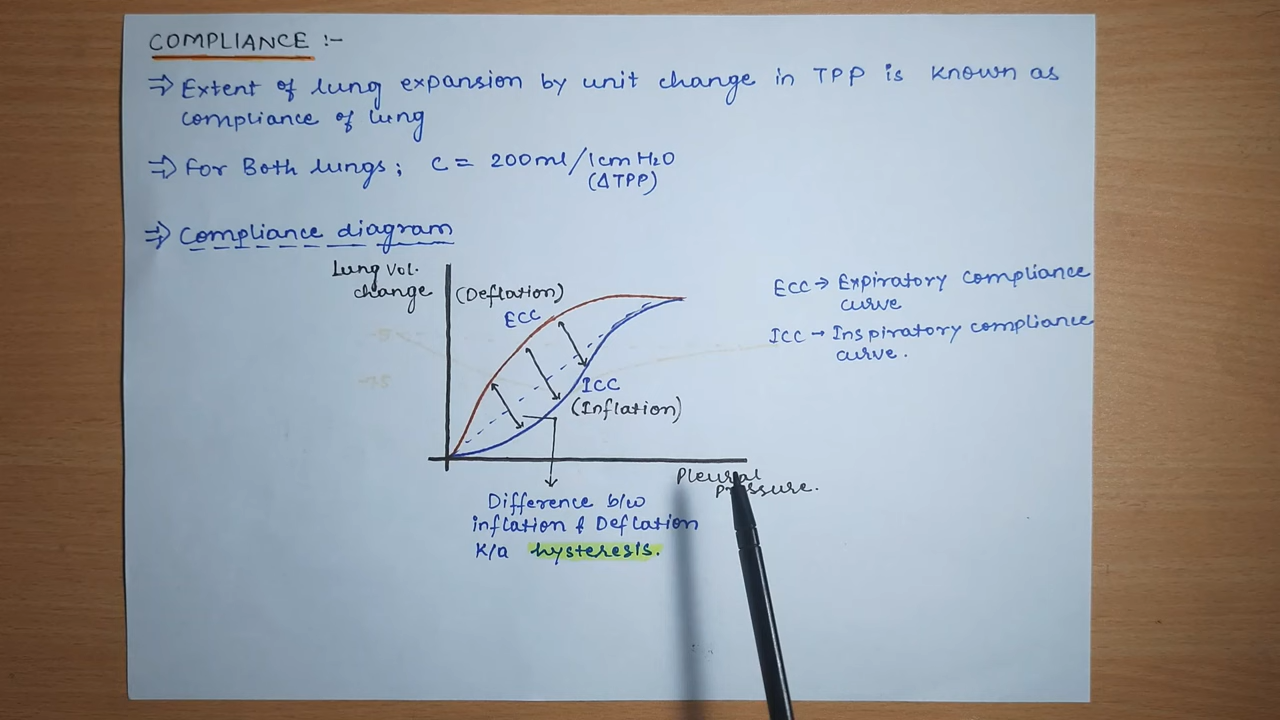 COMPLIANCE :-
⇒ Extent of lung expansion by unit change in TPP is known as
compliance of lung
⇒ For Both lungs; C = 200ml/1cm H₂O
(ΔTPP)
⇒ Compliance diagram
Lung Vol.
change
(Deflation)
ECC
ICC
(Inflation)
Pleural
Pressure.
ECC → Expiratory compliance
curve
ICC → Inspiratory compliance
curve.
Difference b/w
inflation & Deflation
K/a hysteresis.